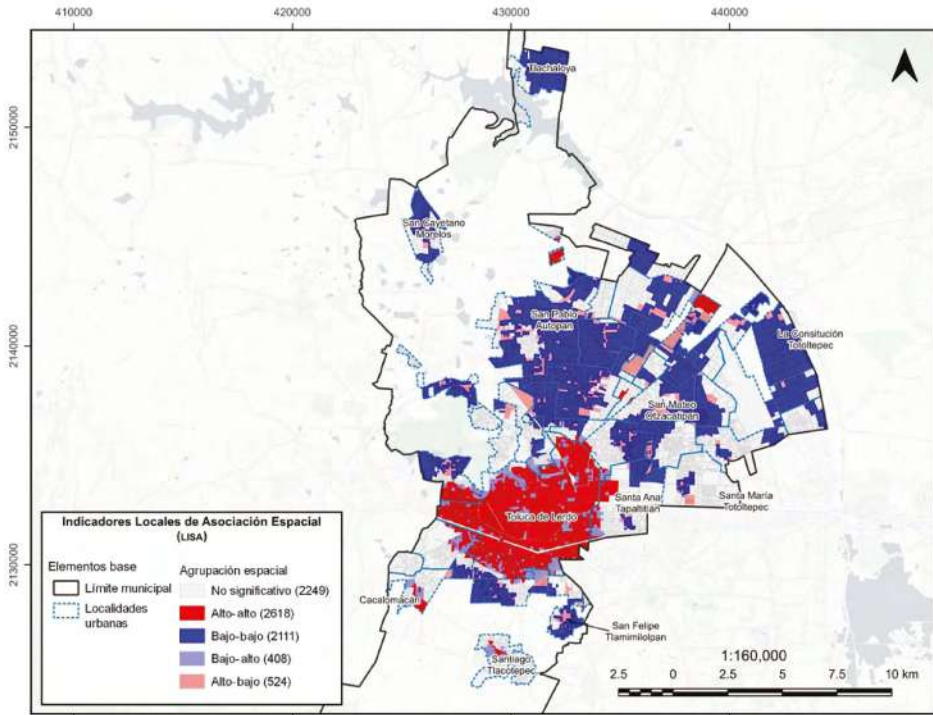 410000
420000
430000
440000
2150000
2140000
2130000
Tlachaloya
San Cayetano
Morelos
San Pablo
Autopan
La Consitución
Totoltepec
San Mateo
Otzacatipan
Santa Ana
Tapaltitlán
Santa María
Totoltepec
Toluca de Lerdo
Cacalomacán
San Felipe
Tlamimilolpan
Santiago
Tlacotepec
Indicadores Locales de Asociación Espacial
(LISA)
Elementos base
Límite municipal
Localidades
urbanas
Agrupación espacial
No significativo (2249)
Alto-alto (2618)
Bajo-bajo (2111)
Bajo-alto (408)
Alto-bajo (524)
1:160,000
2.5 0 2.5 5 7.5 10 km